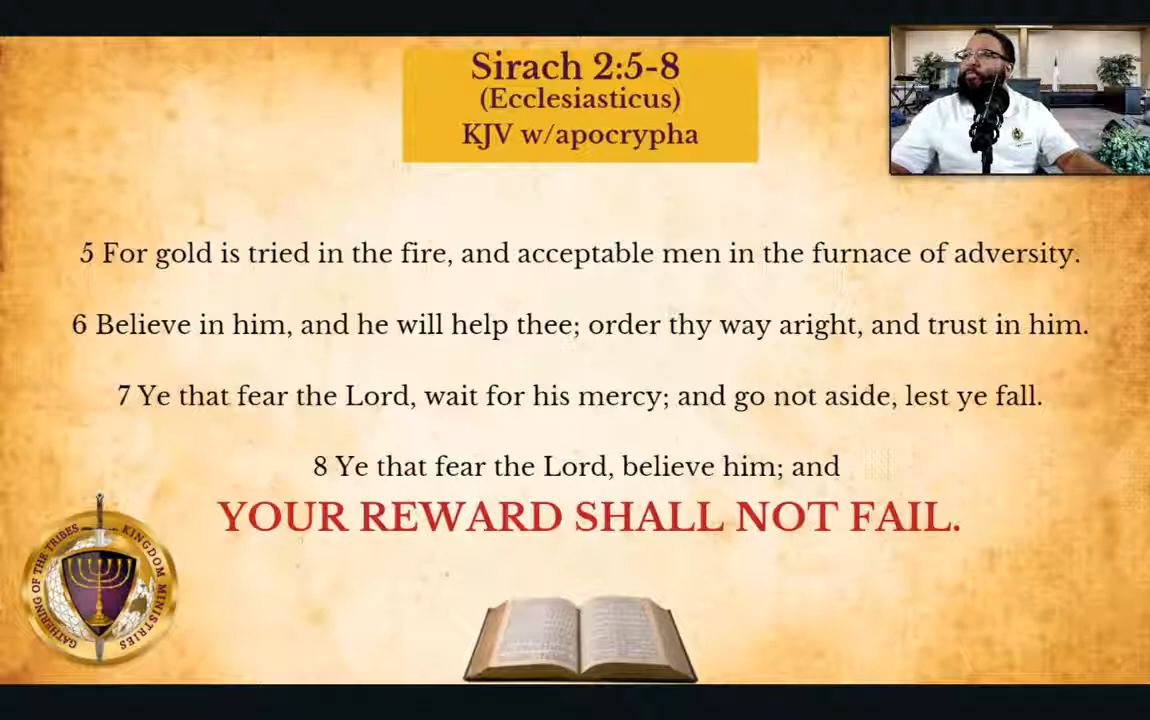 Sirach 2:5-8
(Ecclesiasticus)
KJV w/apocrypha
5 For gold is tried in the fire, and acceptable men in the furnace of adversity.
6 Believe in him, and he will help thee; order thy way aright, and trust in him.
7 Ye that fear the Lord, wait for his mercy; and go not aside, lest ye fall.
8 Ye that fear the Lord, believe him; and
YOUR REWARD SHALL NOT FAIL.
GATHERING OF THE TRIBES KINGDOM MINISTRIES